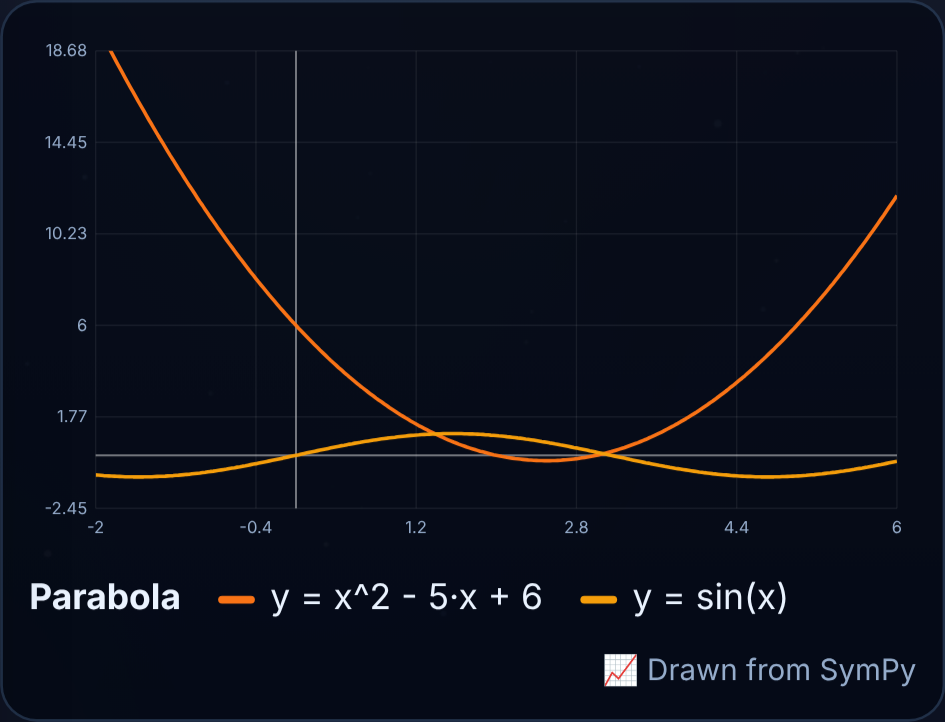 18.68
14.45
10.23
6
1.77
-2.45
-2 -0.4 1.2 2.8 4.4 6
Parabola y = x^2 - 5·x + 6 y = sin(x)
📈 Drawn from SymPy